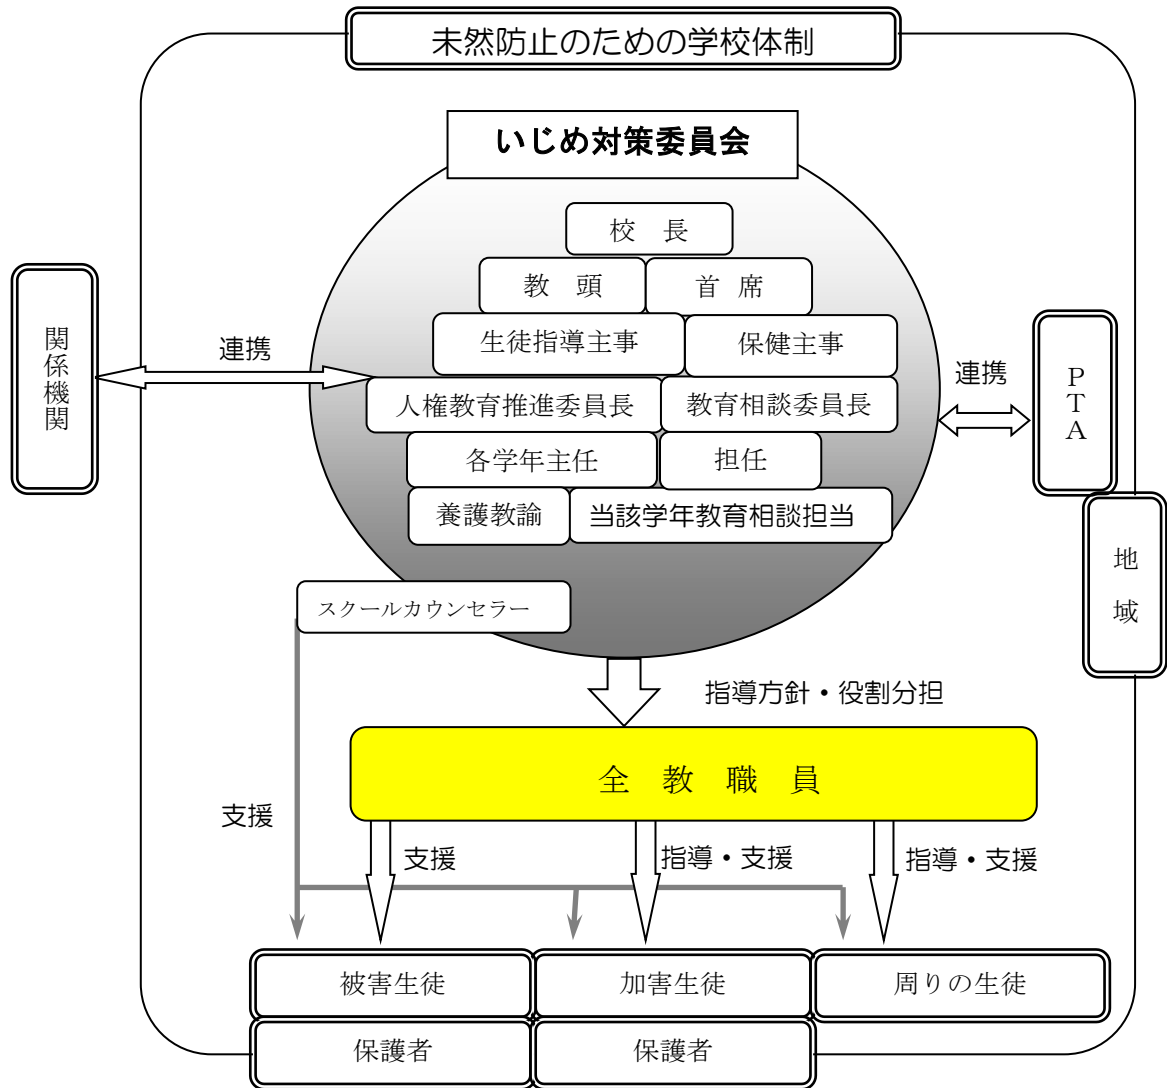 未然防止のための学校体制
いじめ対策委員会
校　長
教　頭
首 席
生徒指導主事
保健主事
関係機関
連携
連携
PTA
人権教育推進委員長
教育相談委員長
各学年主任
担任
養護教諭
当該学年教育相談担当
地域
スクールカウンセラー
指導方針・役割分担
全　教　職　員
支援
支援
指導・支援
指導・支援
被害生徒
加害生徒
周りの生徒
保護者
保護者